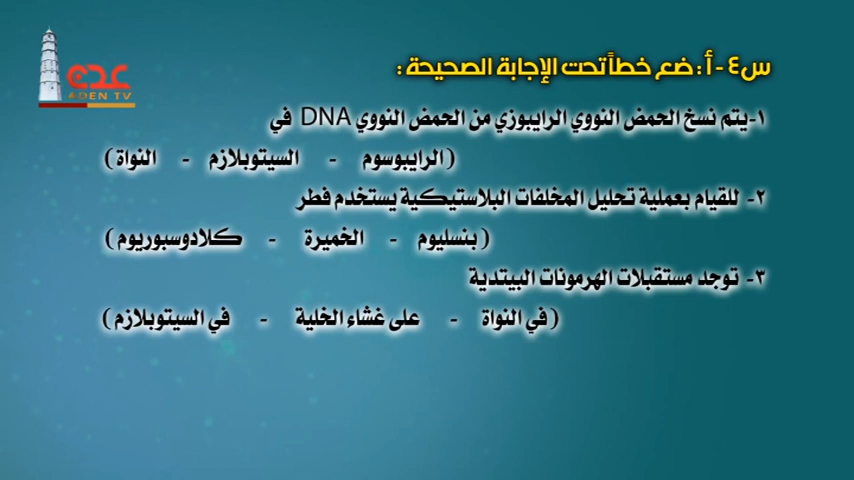 عدن
ADEN TV
س٤ - أ : ضع خطاً تحت الإجابة الصحيحة :
١- يتم نسخ الحمض النووي الرايبوزي من الحمض النووي DNA في
( الرايبوسوم - السيتوبلازم - النواة )
٢- للقيام بعملية تحليل المخلفات البلاستيكية يستخدم فطر
( بنسليوم - الخميرة - كلادوسبوريوم )
٣- توجد مستقبلات الهرمونات البيتدية
( في النواة - على غشاء الخلية - في السيتوبلازم )